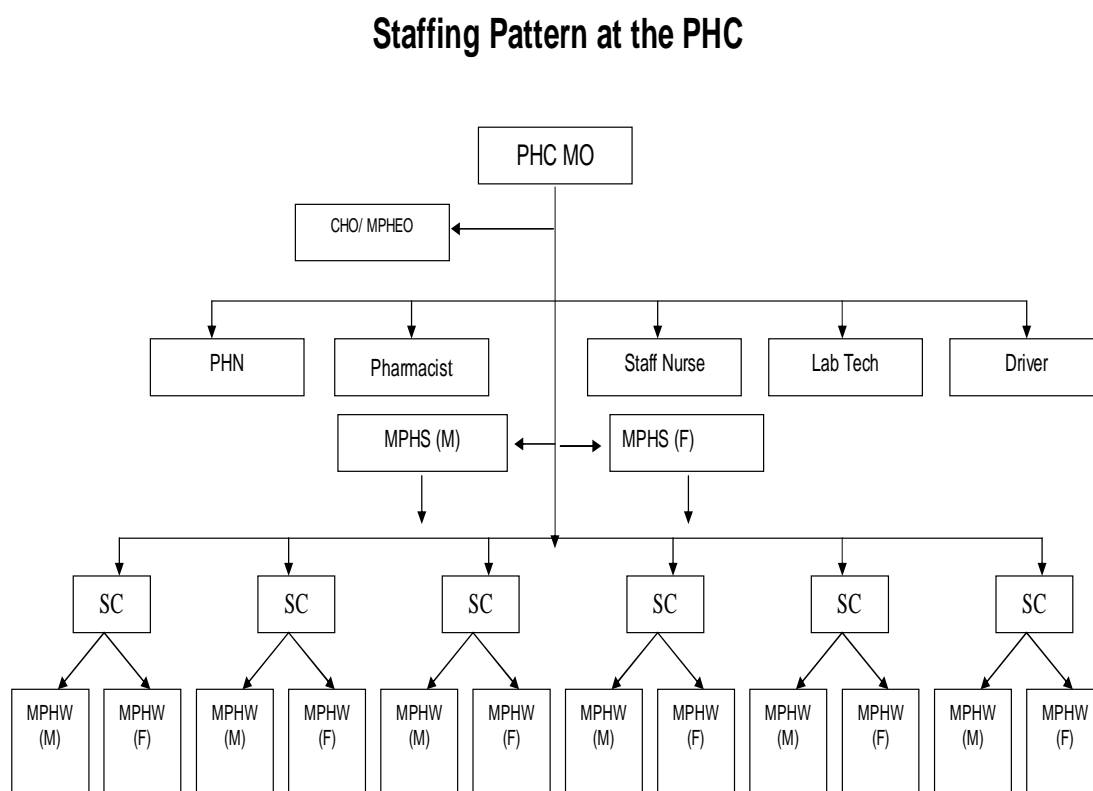 Staffing Pattern at the PHC
PHC MO
CHO/ MPHEO
PHN
Pharmacist
Staff Nurse
Lab Tech
Driver
MPHS (M)
MPHS (F)
SC
SC
SC
SC
SC
SC
MPHW
(M)
MPHW
(F)
MPHW
(M)
MPHW
(F)
MPHW
(M)
MPHW
(F)
MPHW
(M)
MPHW
(F)
MPHW
(M)
MPHW
(F)
MPHW
(M)
MPHW
(F)